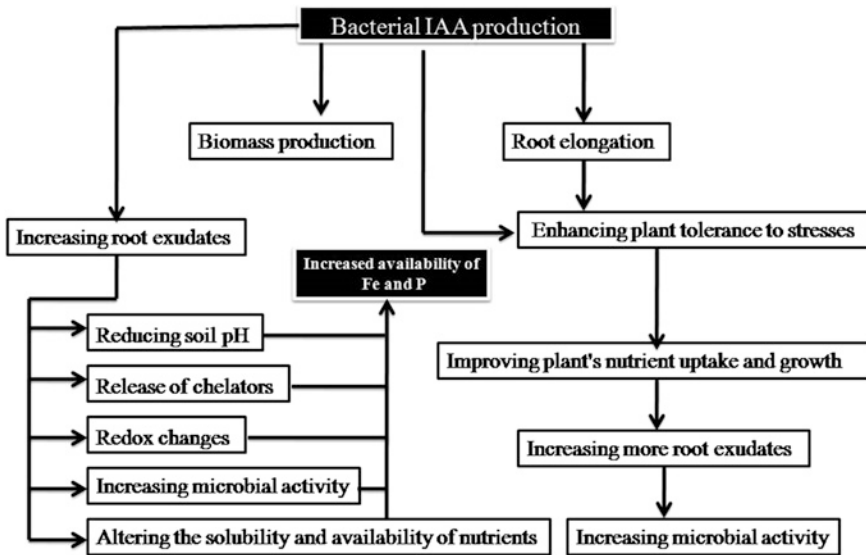 Bacterial IAA production
Biomass production
Root elongation
Increasing root exudates
Enhancing plant tolerance to stresses
Increased availability of
Fe and P
Reducing soil pH
Improving plant's nutrient uptake and growth
Release of chelators
Redox changes
Increasing more root exudates
Increasing microbial activity
Altering the solubility and availability of nutrients
Increasing microbial activity